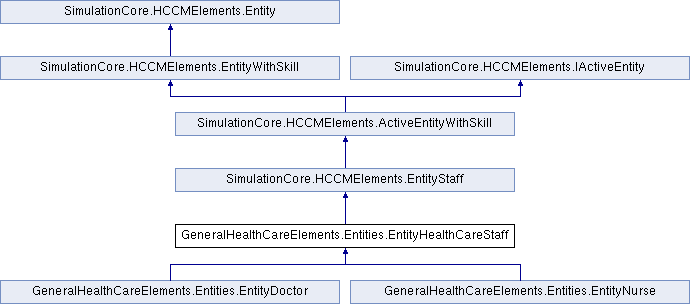 SimulationCore.HCCMElements.Entity
SimulationCore.HCCMElements.EntityWithSkill
SimulationCore.HCCMElements.IActiveEntity
SimulationCore.HCCMElements.ActiveEntityWithSkill
SimulationCore.HCCMElements.EntityStaff
GeneralHealthCareElements.Entities.EntityHealthCareStaff
GeneralHealthCareElements.Entities.EntityDoctor
GeneralHealthCareElements.Entities.EntityNurse